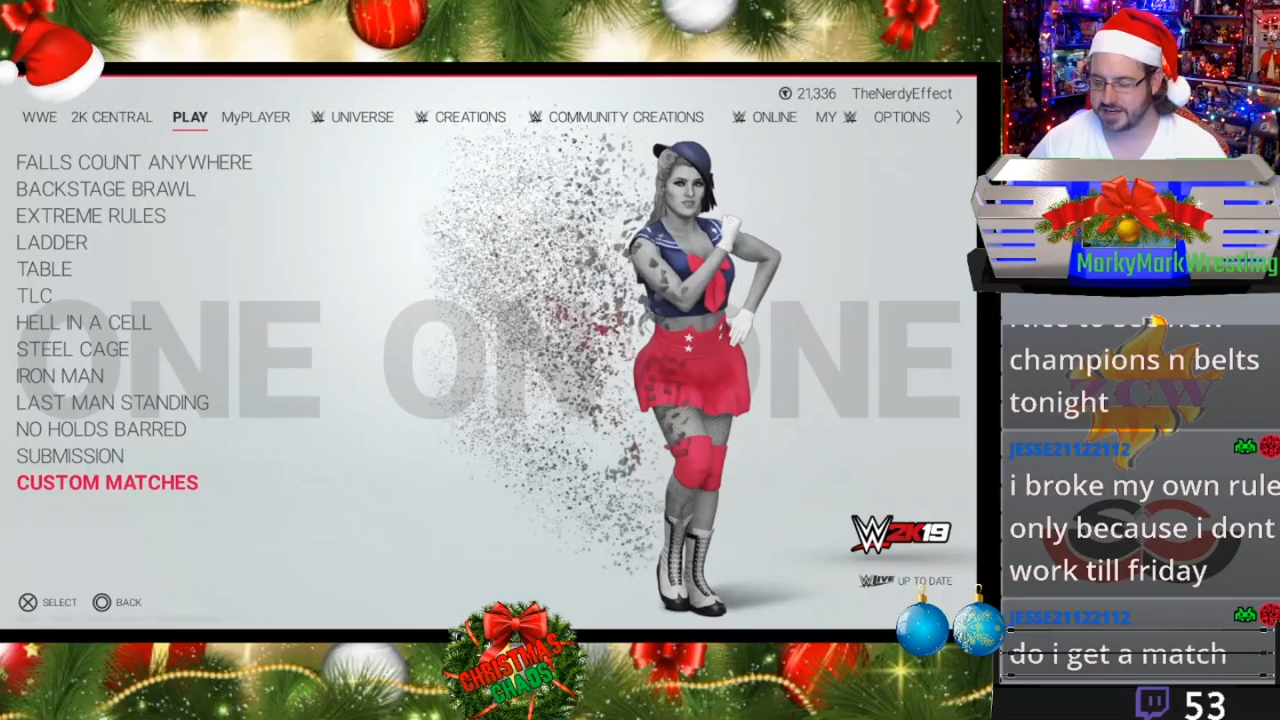 21,336 TheNerdyEffect
WWE 2K CENTRAL PLAY MyPLAYER UNIVERSE CREATIONS COMMUNITY CREATIONS ONLINE MY OPTIONS
FALLS COUNT ANYWHERE
BACKSTAGE BRAWL
EXTREME RULES
LADDER
TABLE
TLC
HELL IN A CELL
STEEL CAGE
IRON MAN
LAST MAN STANDING
NO HOLDS BARRED
SUBMISSION
CUSTOM MATCHES
ONE ON ONE
W 2K19
LIVE UP TO DATE
SELECT BACK
CHRISTMAS
CHAOS
MarkyMarkWrestling
champions n belts
tonight
JESSE21122112
i broke my own rule
only because i dont
work till friday
JESSE21122112
do i get a match
53